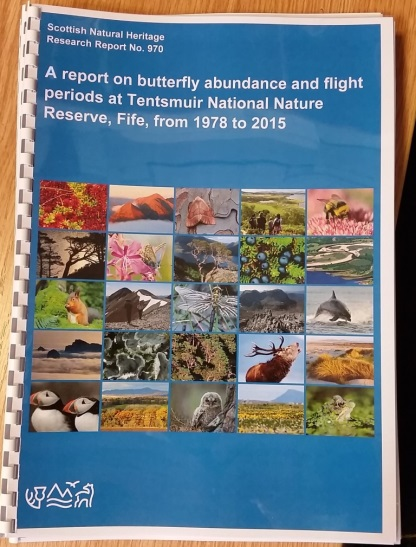 Scottish Natural Heritage
Research Report No. 970
A report on butterfly abundance and flight
periods at Tentsmuir National Nature
Reserve, Fife, from 1978 to 2015